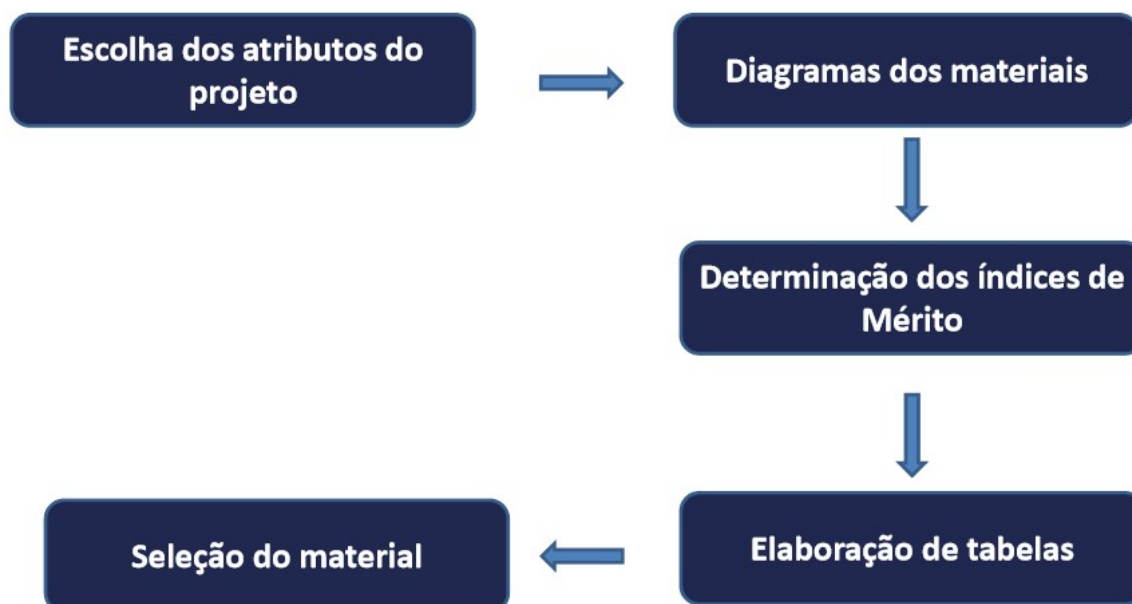 Escolha dos atributos do
projeto
Diagramas dos materiais
Determinação dos índices de
Mérito
Elaboração de tabelas
Seleção do material